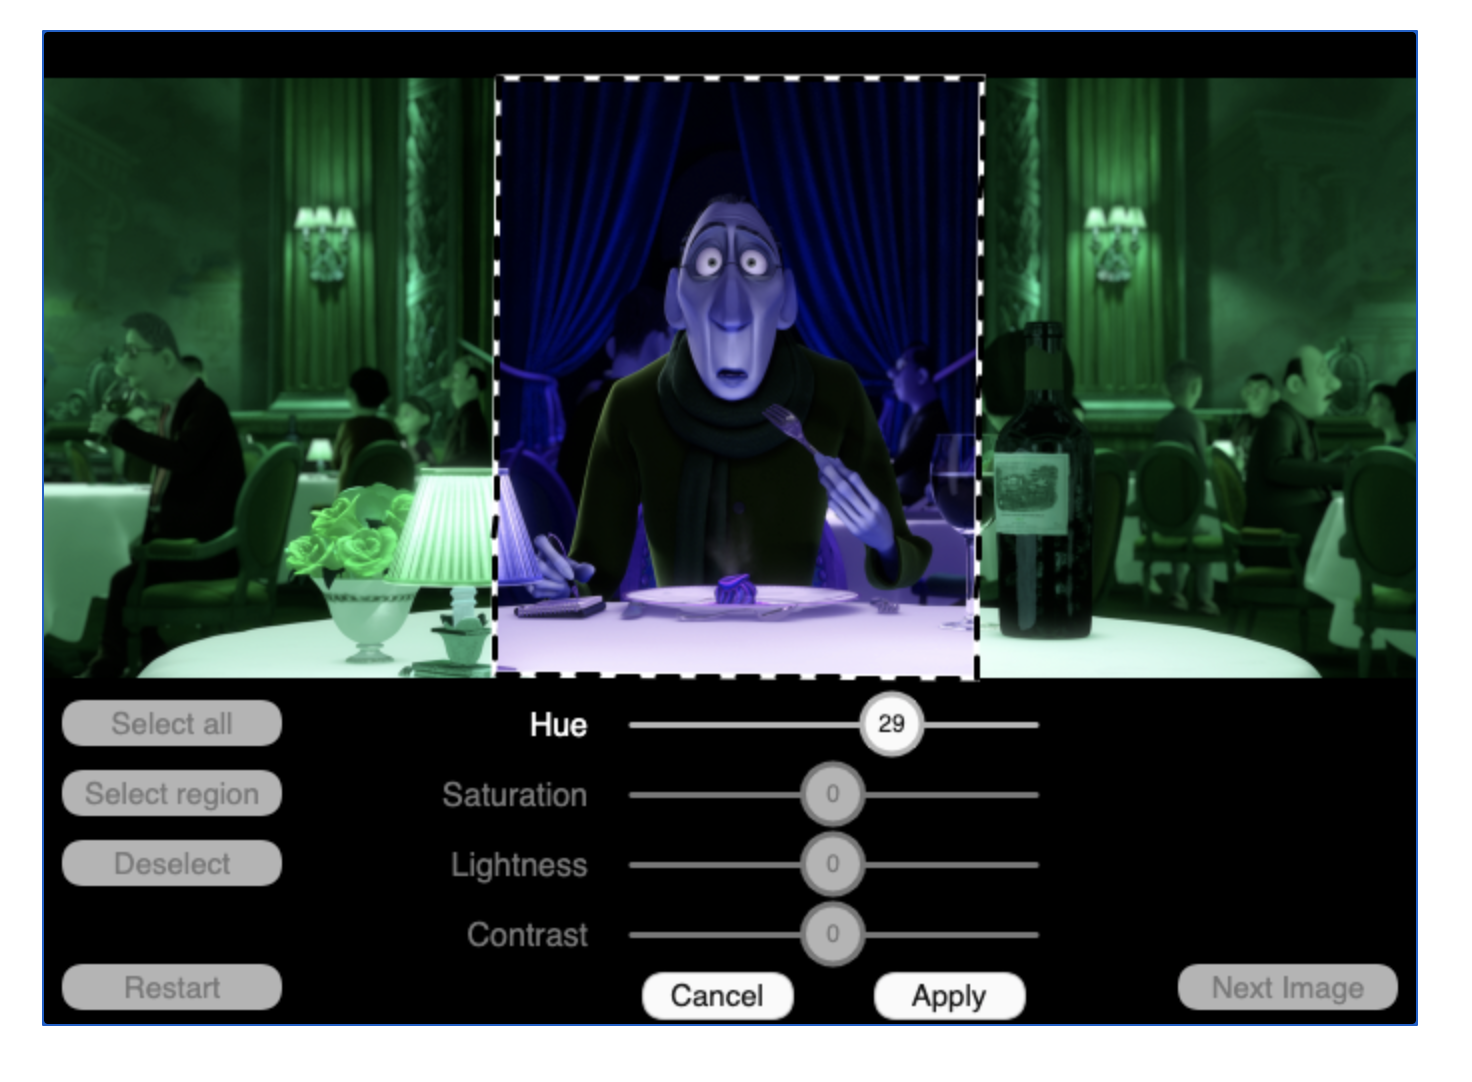 Select all
Hue 29
Select region
Saturation 0
Deselect
Lightness 0
Contrast 0
Restart
Cancel
Apply
Next Image